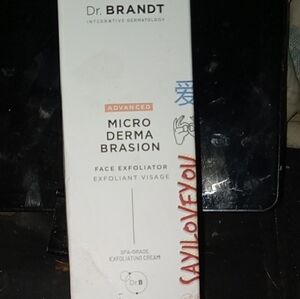 Dr. BRANDT
INTEGRATIVE DERMATOLOGY
ADVANCED
MICRO
DERMA
BRASION
FACE EXFOLIATOR
EXFOLIANT VISAGE
SPA-GRADE
EXFOLIATING CREAM
Dr.B
爱
SAYILOVEYOU